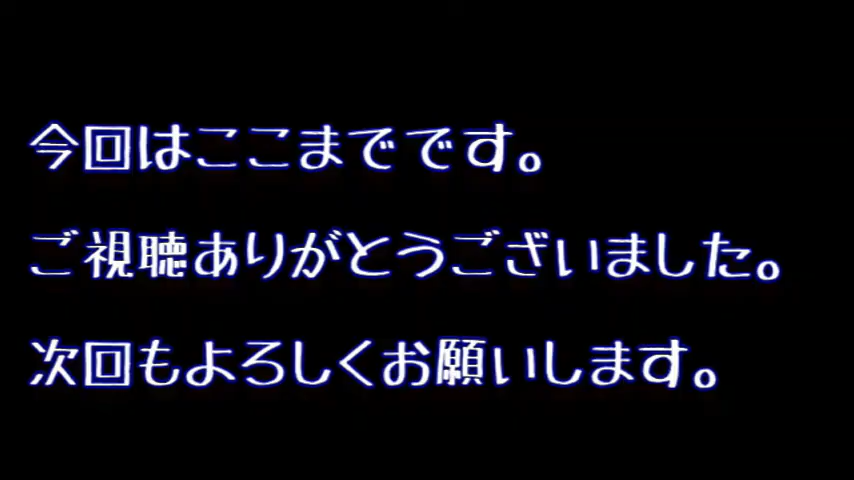 今回はここまでです。
ご視聴ありがとうございました。
次回もよろしくお願いします。